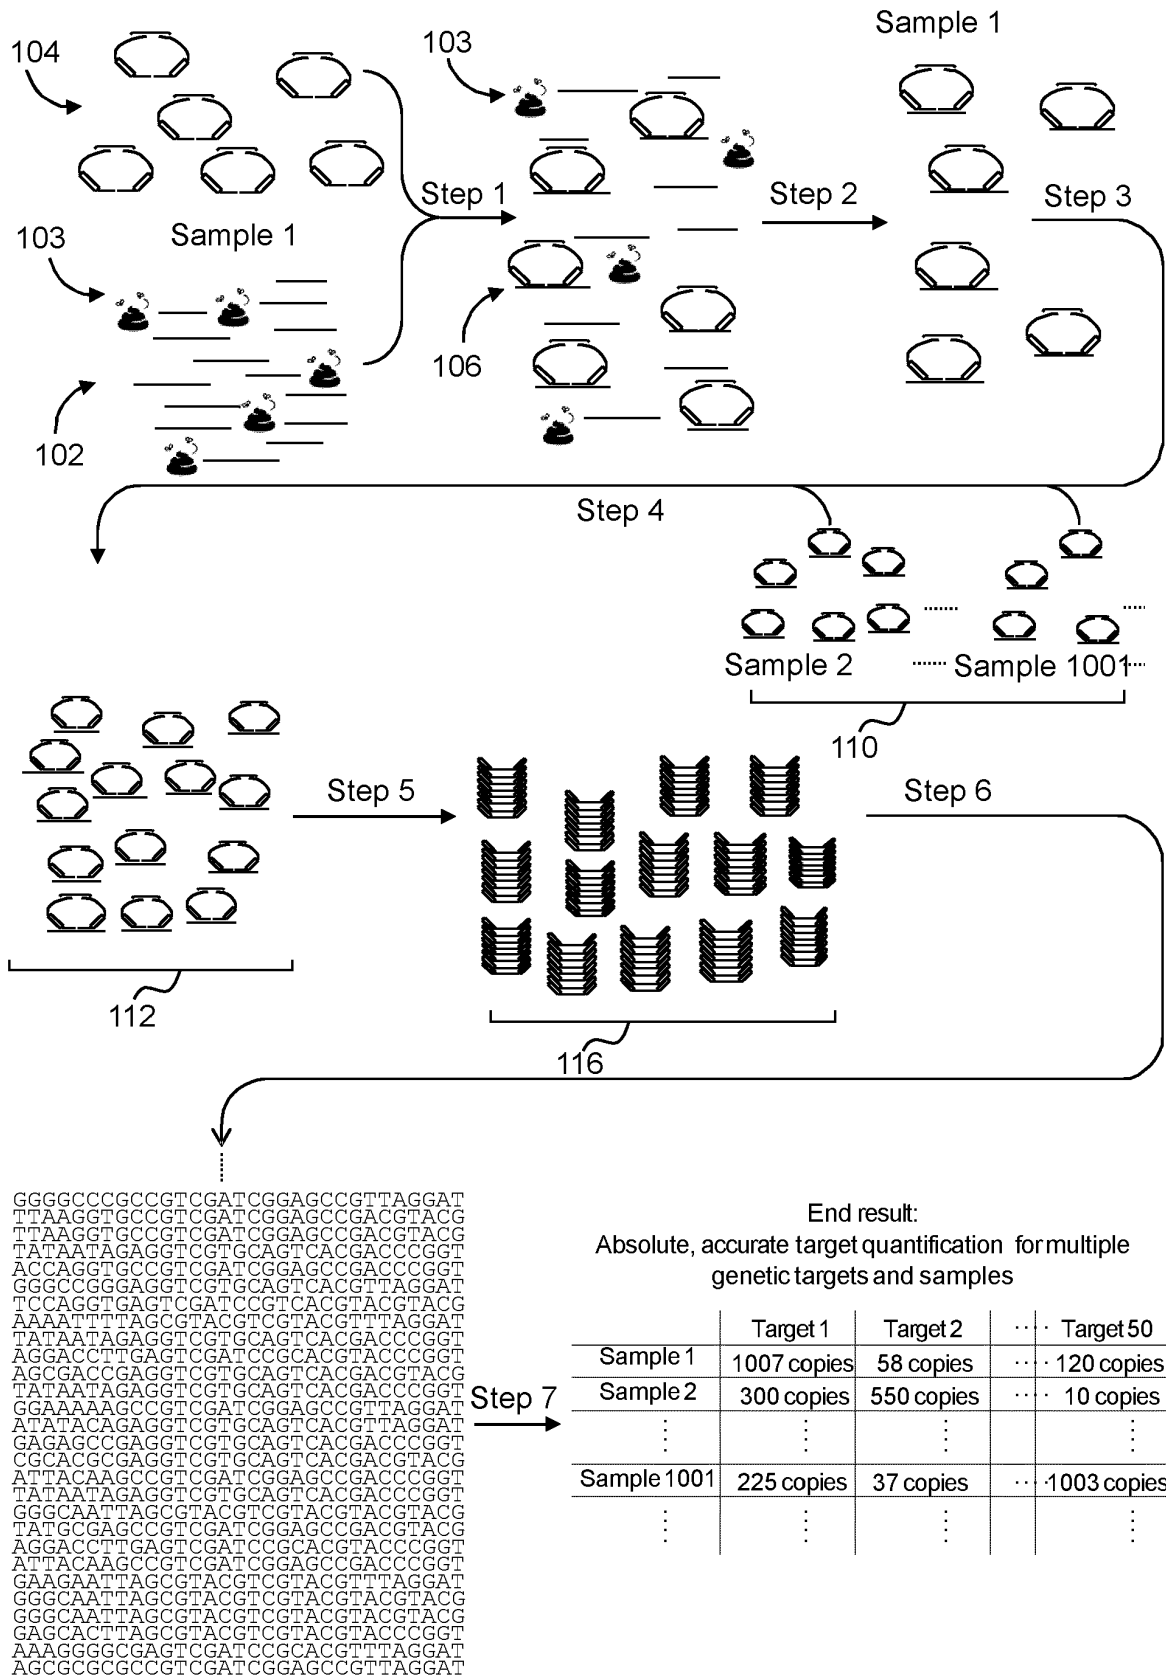 104
103
Sample 1
Step 1
Step 2
Step 3
Sample 1
103
106
102
Step 4
Sample 2
........ Sample 1001....
110
Step 5
Step 6
112
116
GGGGCCCGCCGTCGATCGGAGCCGTTAGGAT
TTAAGGTGCCGTCGATCGGAGCCGACGTACG
TTAAGGTGCCGTCGATCGGAGCCGACGTACG
TATAATAGAGGTCGTGCAGTCACGACCCGGT
ACCAGGTGCCGTCGATCGGAGCCGACCCGGT
GGGCCGGGAGGTCGTGCAGTCACGTTAGGAT
TCCAGGTGAGTCGATCCGTCACGTACGTACG
AAAATTTTAGCGTACGTCGTACGTTTAGGAT
TATAATAGAGGTCGTGCAGTCACGACCCGGT
AGGACCTTGAGTCGATCCGCACGTACCCGGT
AGCGACCGAGGTCGTGCAGTCACGACGTACG
TATAATAGAGGTCGTGCAGTCACGACCCGGT
GGAAAAAGCCGTCGATCGGAGCCGTTAGGAT
ATATACAGAGGTCGTGCAGTCACGTTAGGAT
GAGAGCCGAGGTCGTGCAGTCACGACCCGGT
CGCACGCGAGGTCGTGCAGTCACGACGTACG
ATTACAAGCCGTCGATCGGAGCCGACCCGGT
TATAATAGAGGTCGTGCAGTCACGACCCGGT
GGGCAATTAGCGTACGTCGTACGTACGTACG
TATGCGAGCCGTCGATCGGAGCCGACGTACG
AGGACCTTGAGTCGATCCGCACGTACCCGGT
ATTACAAGCCGTCGATCGGAGCCGACCCGGT
GAAGAATTAGCGTACGTCGTACGTTTAGGAT
GGGCAATTAGCGTACGTCGTACGTACGTACG
GGGCAATTAGCGTACGTCGTACGTACGTACG
GAGCACTTAGCGTACGTCGTACGTACCCGGT
AAAGGGGCGAGTCGATCCGCACGTTTAGGAT
AGCGCGCGCCGTCGATCGGAGCCGTTAGGAT
Step 7
End result:
Absolute, accurate target quantification for multiple
genetic targets and samples
Target 1 Target 2 .... Target 50
Sample 1 1007 copies 58 copies .... 120 copies
Sample 2 300 copies 550 copies .... 10 copies
Sample 1001 225 copies 37 copies .... 1003 copies